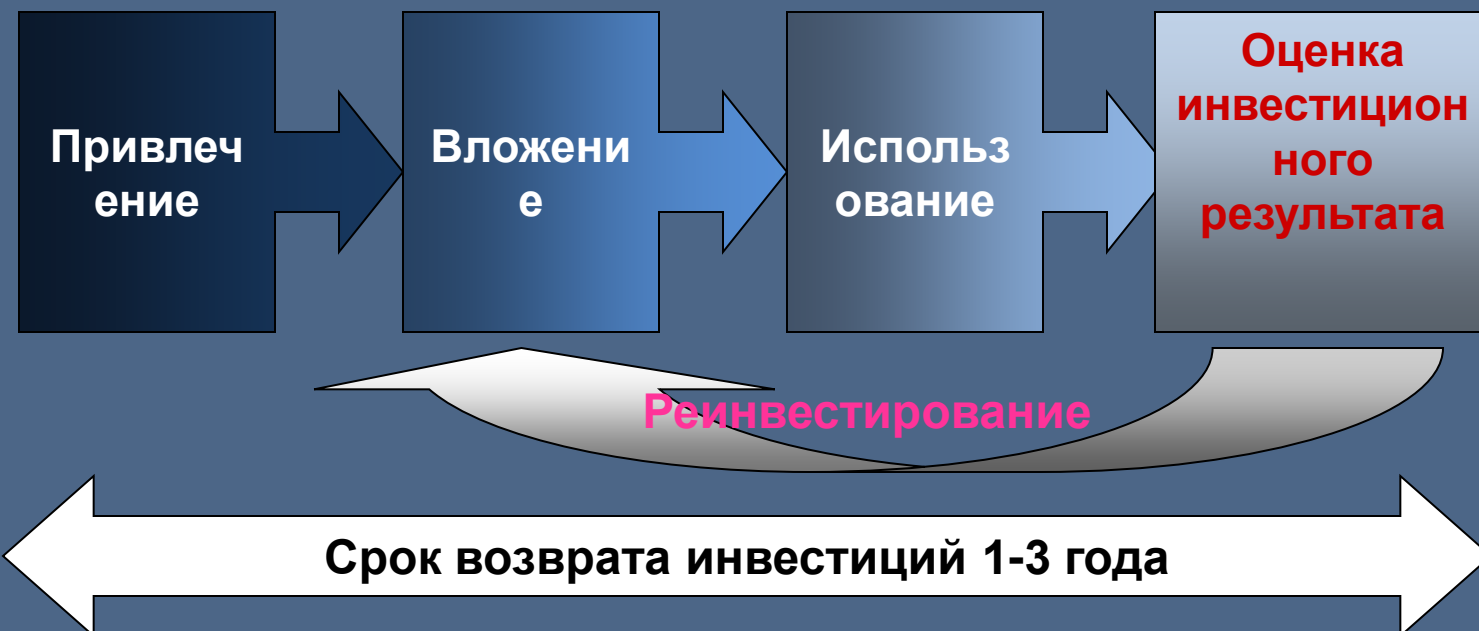 Привлеч
ение
Вложени
е
Использ
ование
Оценка
инвестицион
ного
результата
Реинвестирование
Срок возврата инвестиций 1-3 года